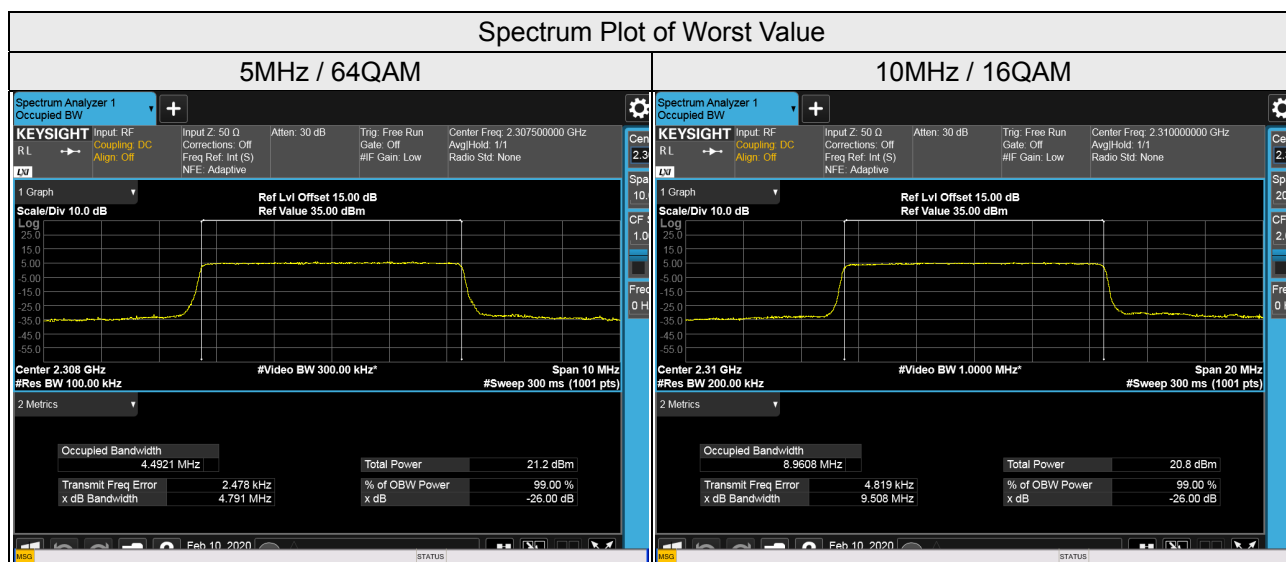 Spectrum Plot of Worst Value
5MHz / 64QAM
10MHz / 16QAM
Spectrum Analyzer 1
Occupied BW
KEYSIGHT
RL
LXI
Input: RF
Coupling: DC
Align: Off
Input Z: 50 Ω
Corrections: Off
Freq Ref: Int (S)
NFE: Adaptive
Atten: 30 dB
Trig: Free Run
Gate: Off
#IF Gain: Low
Center Freq: 2.307500000 GHz
Avg|Hold: 1/1
Radio Std: None
1 Graph
Scale/Div 10.0 dB
Ref Lvl Offset 15.00 dB
Ref Value 35.00 dBm
Log
25.0
15.0
5.00
-5.00
-15.0
-25.0
-35.0
-45.0
-55.0
Center 2.308 GHz
#Res BW 100.00 kHz
#Video BW 300.00 kHz*
Span 10 MHz
#Sweep 300 ms (1001 pts)
2 Metrics
Occupied Bandwidth
4.4921 MHz
Total Power 21.2 dBm
Transmit Freq Error 2.478 kHz
% of OBW Power 99.00 %
x dB Bandwidth 4.791 MHz
x dB -26.00 dB
Feb 10, 2020
MSG
STATUS
Spectrum Analyzer 1
Occupied BW
KEYSIGHT
RL
LXI
Input: RF
Coupling: DC
Align: Off
Input Z: 50 Ω
Corrections: Off
Freq Ref: Int (S)
NFE: Adaptive
Atten: 30 dB
Trig: Free Run
Gate: Off
#IF Gain: Low
Center Freq: 2.310000000 GHz
Avg|Hold: 1/1
Radio Std: None
1 Graph
Scale/Div 10.0 dB
Ref Lvl Offset 15.00 dB
Ref Value 35.00 dBm
Log
25.0
15.0
5.00
-5.00
-15.0
-25.0
-35.0
-45.0
-55.0
Center 2.31 GHz
#Res BW 200.00 kHz
#Video BW 1.0000 MHz*
Span 20 MHz
#Sweep 300 ms (1001 pts)
2 Metrics
Occupied Bandwidth
8.9608 MHz
Total Power 20.8 dBm
Transmit Freq Error 4.819 kHz
% of OBW Power 99.00 %
x dB Bandwidth 9.508 MHz
x dB -26.00 dB
Feb 10, 2020
MSG
STATUS